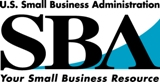 U.S. Small Business Administration
SBA
Your Small Business Resource